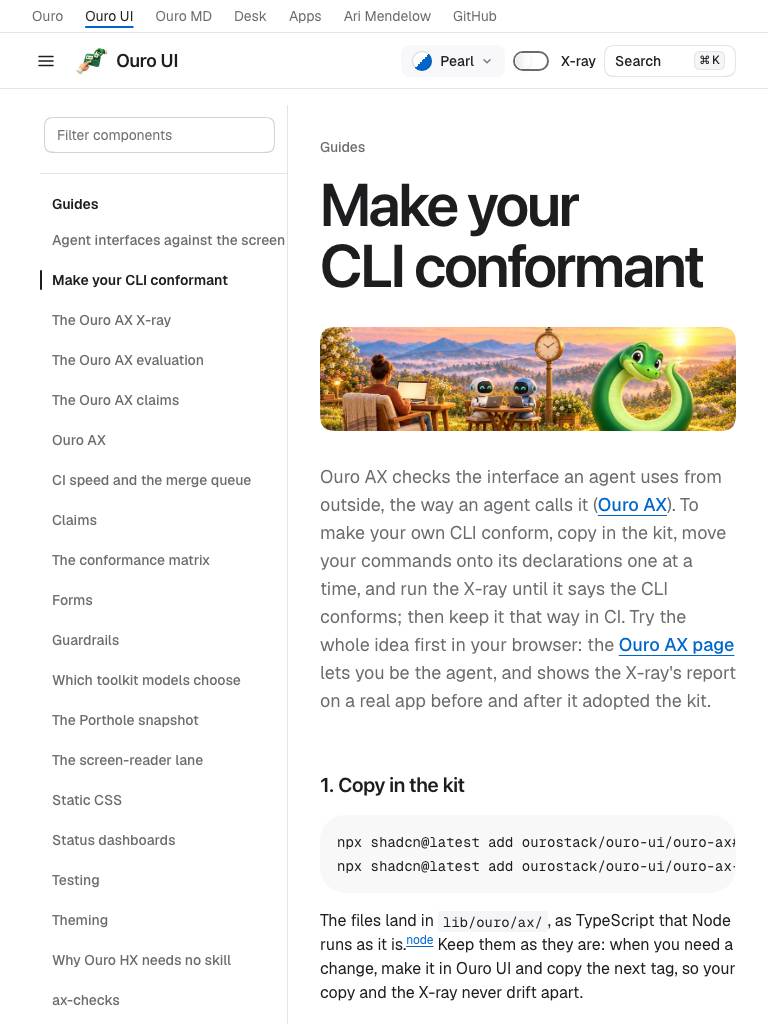 Ouro
Ouro UI
Ouro MD
Desk
Apps
Ari Mendelow
GitHub
Ouro UI
Pearl
X-ray
Search
⌘ K
Filter components
Guides
Agent interfaces against the screen
Make your CLI conformant
The Ouro AX X-ray
The Ouro AX evaluation
The Ouro AX claims
Ouro AX
CI speed and the merge queue
Claims
The conformance matrix
Forms
Guardrails
Which toolkit models choose
The Porthole snapshot
The screen-reader lane
Static CSS
Status dashboards
Testing
Theming
Why Ouro HX needs no skill
ax-checks
Guides
Make your
CLI conformant
Ouro AX checks the interface an agent uses from
outside, the way an agent calls it (Ouro AX). To
make your own CLI conform, copy in the kit, move
your commands onto its declarations one at a
time, and run the X-ray until it says the CLI
conforms; then keep it that way in CI. Try the
whole idea first in your browser: the Ouro AX page
lets you be the agent, and shows the X-ray's report
on a real app before and after it adopted the kit.
1. Copy in the kit
npx shadcn@latest add ourostack/ouro-ui/ouro-ax
npx shadcn@latest add ourostack/ouro-ui/ouro-ax-
The files land in lib/ouro/ax/, as TypeScript that Node
runs as it is.node Keep them as they are: when you need a
change, make it in Ouro UI and copy the next tag, so your
copy and the X-ray never drift apart.